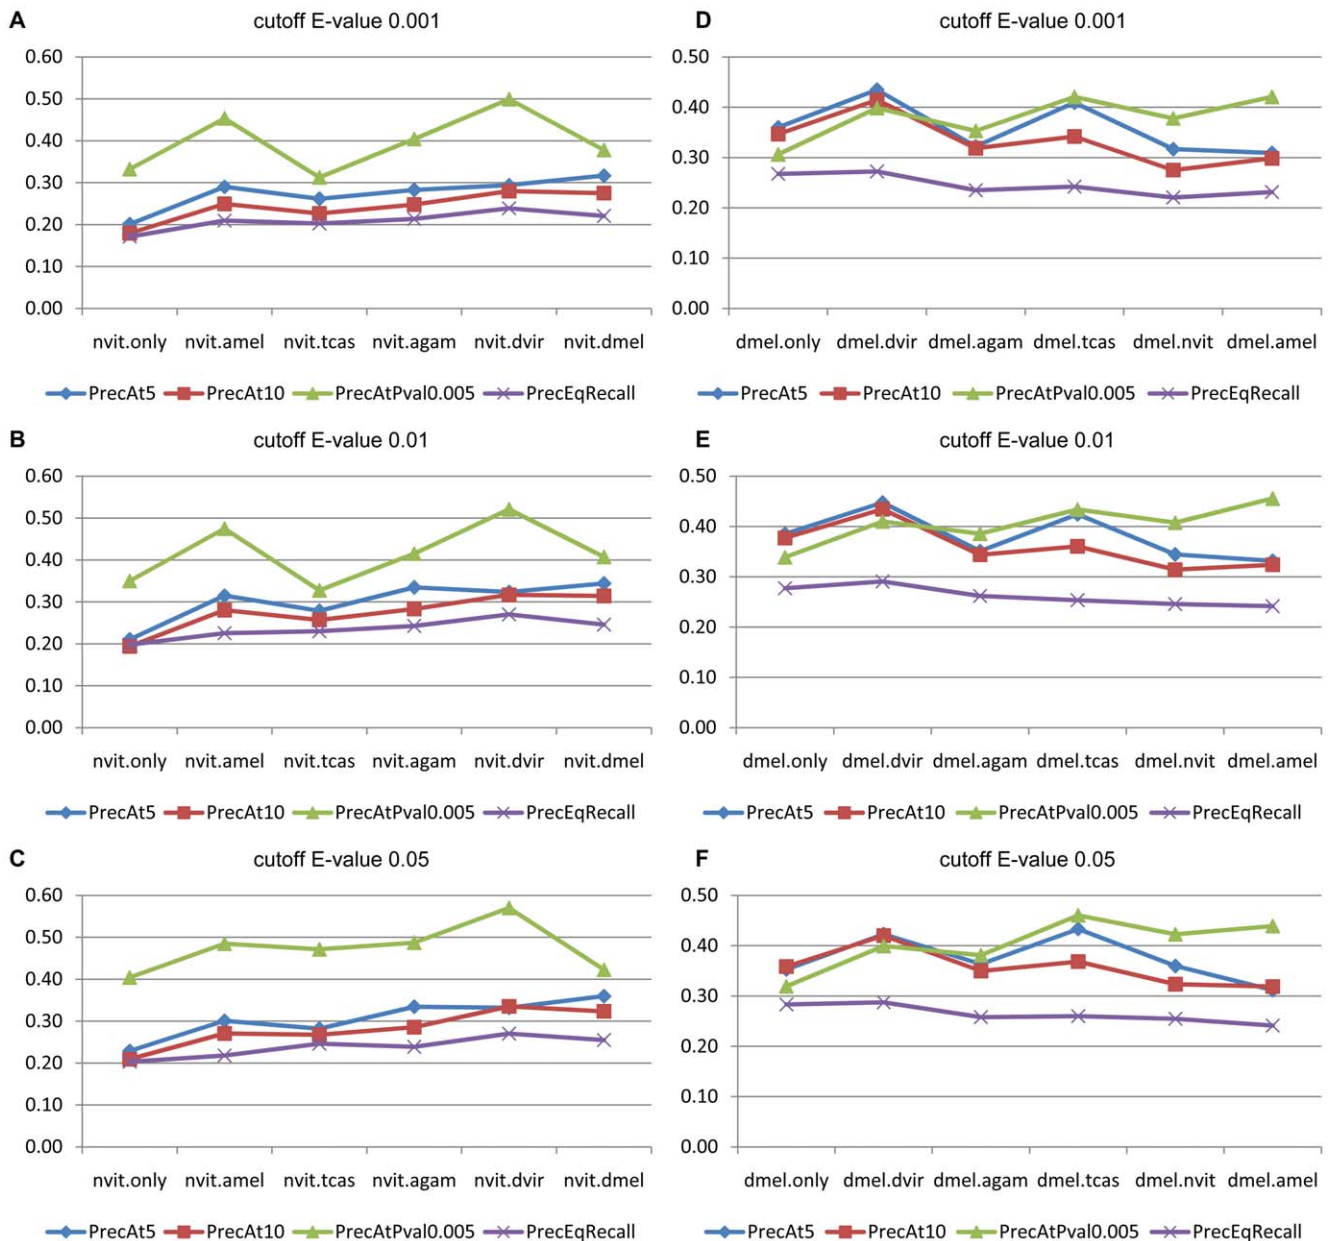 A
cutoff E-value 0.001
0.60
0.50
0.40
0.30
0.20
0.10
0.00
nvit.only nvit.amel nvit.tcas nvit.agam nvit.dvir nvit.dmel
PrecAt5 PrecAt10 PrecAtPval0.005 PrecEqRecall
D
cutoff E-value 0.001
0.50
0.40
0.30
0.20
0.10
0.00
dmel.only dmel.dvir dmel.agam dmel.tcas dmel.nvit dmel.amel
PrecAt5 PrecAt10 PrecAtPval0.005 PrecEqRecall
B
cutoff E-value 0.01
0.60
0.50
0.40
0.30
0.20
0.10
0.00
nvit.only nvit.amel nvit.tcas nvit.agam nvit.dvir nvit.dmel
PrecAt5 PrecAt10 PrecAtPval0.005 PrecEqRecall
E
cutoff E-value 0.01
0.50
0.40
0.30
0.20
0.10
0.00
dmel.only dmel.dvir dmel.agam dmel.tcas dmel.nvit dmel.amel
PrecAt5 PrecAt10 PrecAtPval0.005 PrecEqRecall
C
cutoff E-value 0.05
0.60
0.50
0.40
0.30
0.20
0.10
0.00
nvit.only nvit.amel nvit.tcas nvit.agam nvit.dvir nvit.dmel
PrecAt5 PrecAt10 PrecAtPval0.005 PrecEqRecall
F
cutoff E-value 0.05
0.50
0.40
0.30
0.20
0.10
0.00
dmel.only dmel.dvir dmel.agam dmel.tcas dmel.nvit dmel.amel
PrecAt5 PrecAt10 PrecAtPval0.005 PrecEqRecall